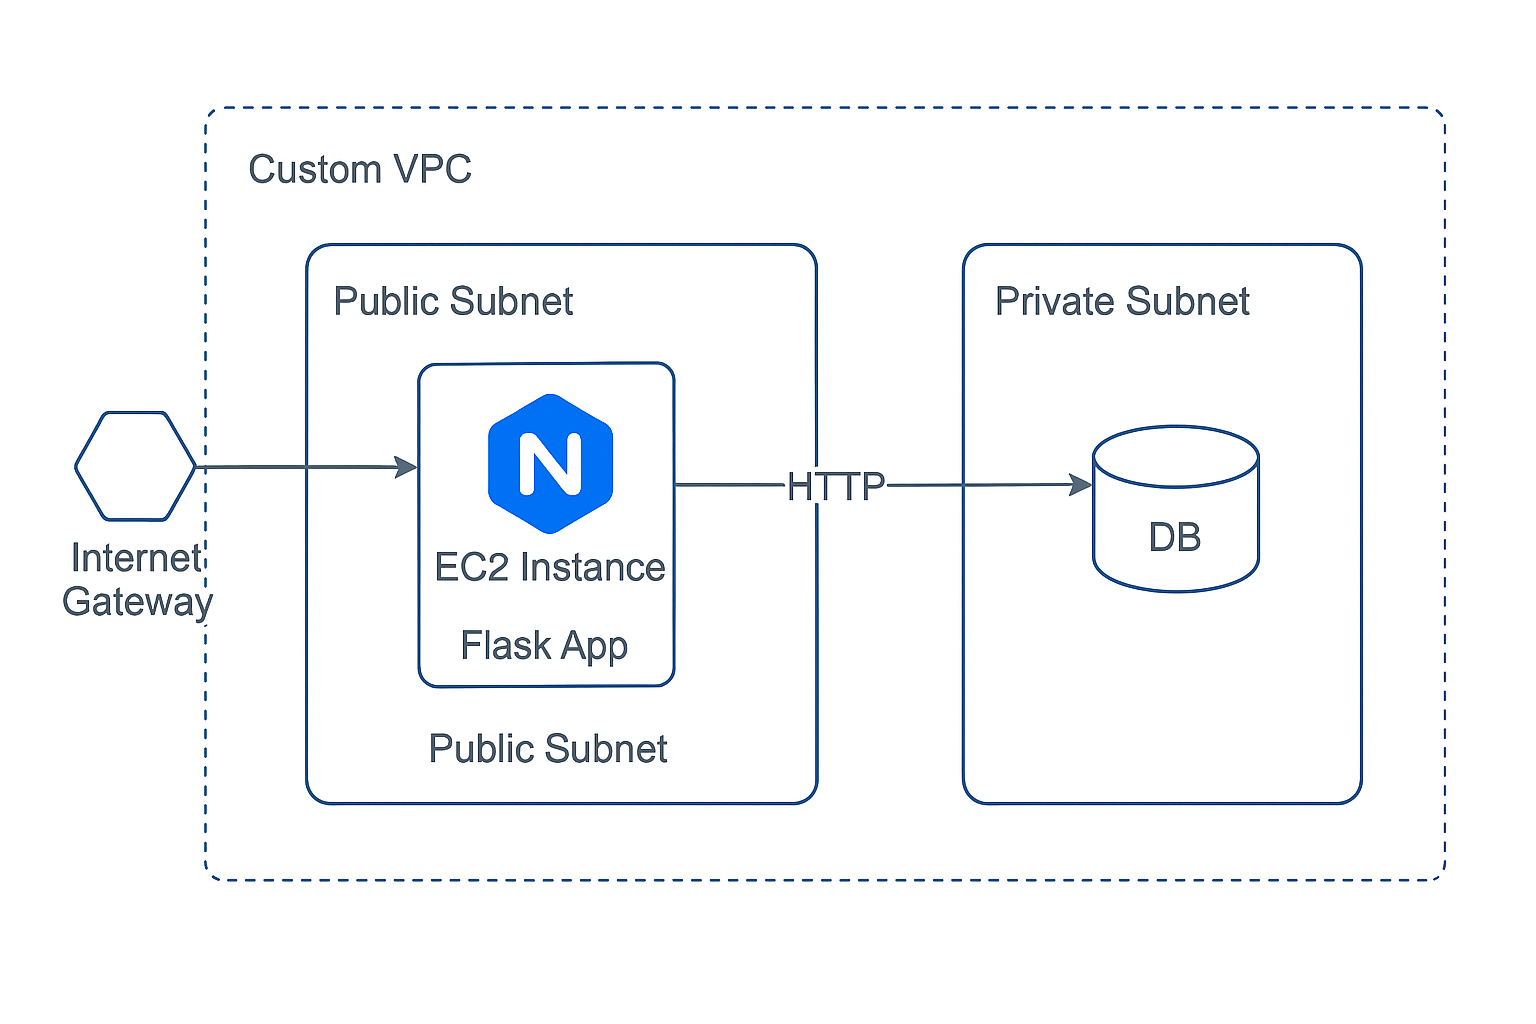 Custom VPC
Public Subnet
Private Subnet
N
HTTP
DB
EC2 Instance
Internet
Gateway
Flask App
Public Subnet